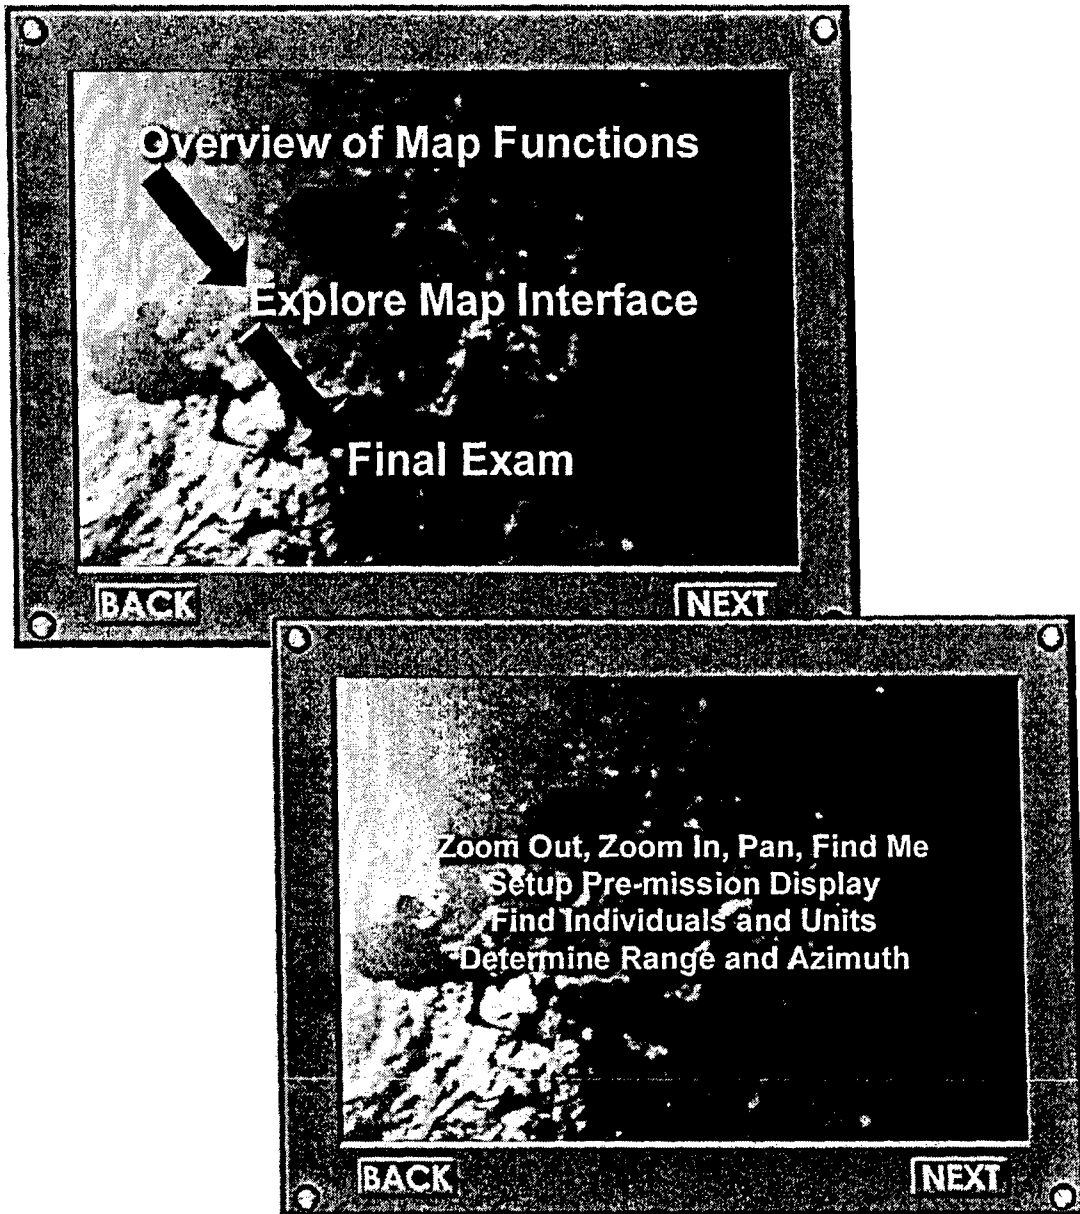 Overview of Map Functions
Explore Map Interface
Final Exam
BACK NEXT
Zoom Out, Zoom In, Pan, Find Me
Setup Pre-mission Display
Find Individuals and Units
Determine Range and Azimuth
BACK NEXT